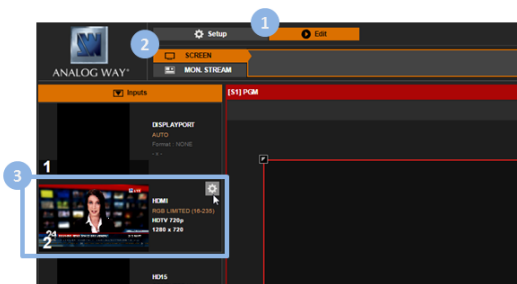 1
Setup
Edit
2
SCREEN
MON. STREAM
ANALOG WAY®
Inputs
[S1] PGM
DISPLAYPORT
AUTO
Format : NONE
- x -
1
3
HDMI
RGB LIMITED (16-235)
HDTV 720p
1280 x 720
2
HD15